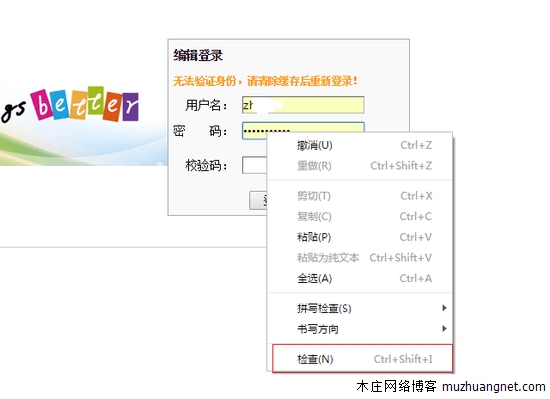 编辑登录
无法验证身份，请清除缓存后重新登录！
gs better
用户名： zh
密 码： •••••••••••
校验码：
撤消(U) Ctrl+Z
重做(R) Ctrl+Shift+Z
剪切(T) Ctrl+X
复制(C) Ctrl+C
粘贴(P) Ctrl+V
粘贴为纯文本 Ctrl+Shift+V
全选(A) Ctrl+A
拼写检查(S)
书写方向
检查(N) Ctrl+Shift+I
木庄网络博客 muzhuangnet.com